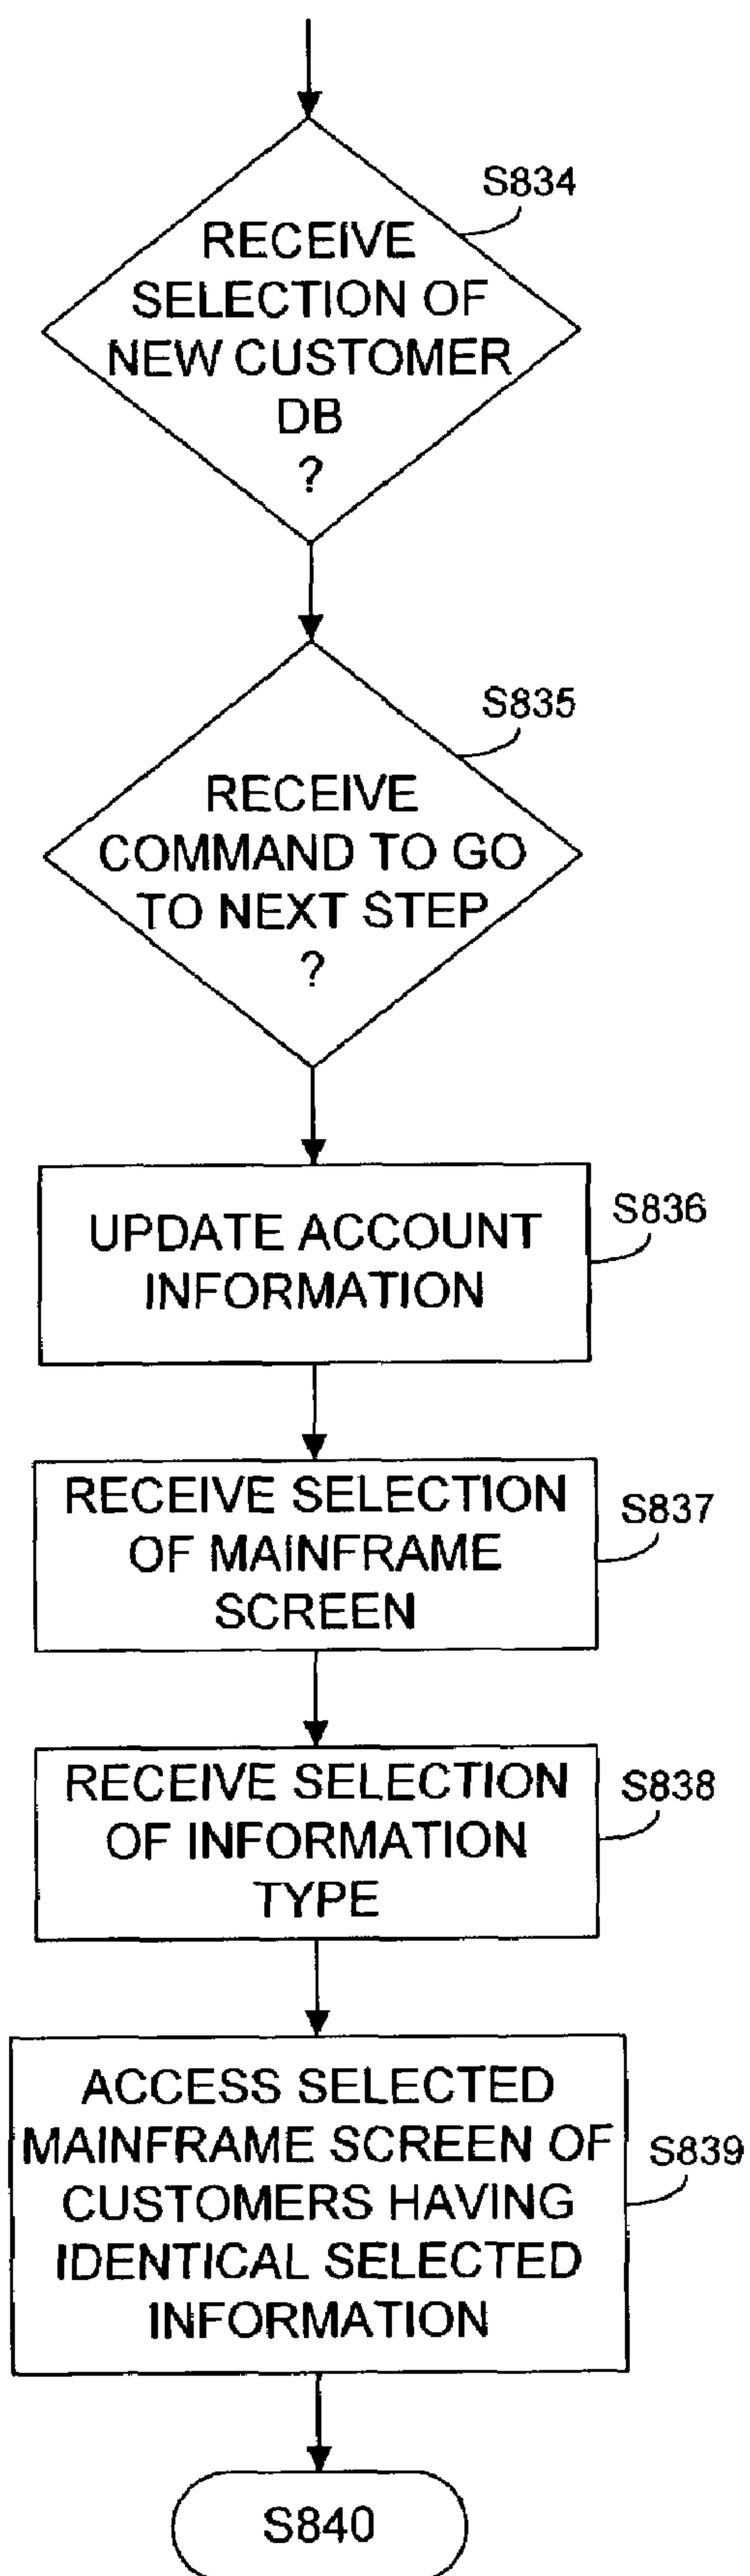 S834
RECEIVE
SELECTION OF
NEW CUSTOMER
DB
?
S835
RECEIVE
COMMAND TO GO
TO NEXT STEP
?
S836
UPDATE ACCOUNT
INFORMATION
S837
RECEIVE SELECTION
OF MAINFRAME
SCREEN
S838
RECEIVE SELECTION
OF INFORMATION
TYPE
S839
ACCESS SELECTED
MAINFRAME SCREEN OF
CUSTOMERS HAVING
IDENTICAL SELECTED
INFORMATION
S840